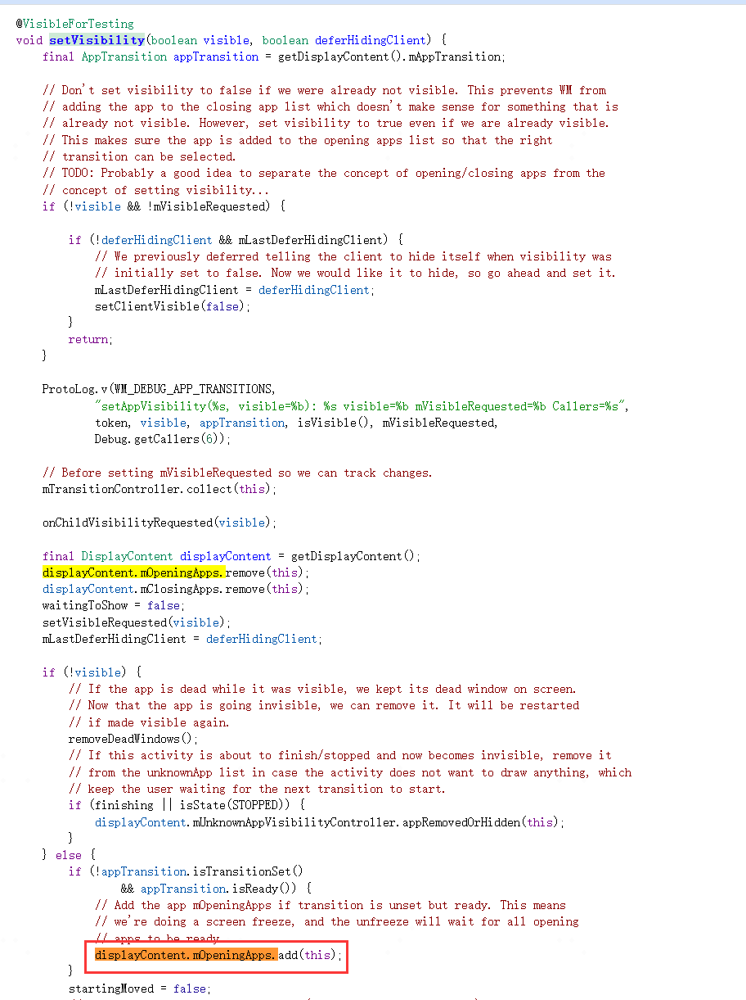 @VisibleForTesting
void setVisibility(boolean visible, boolean deferHidingClient) {
    final AppTransition appTransition = getDisplayContent().mAppTransition;

    // Don't set visibility to false if we were already not visible. This prevents WM from
    // adding the app to the closing app list which doesn't make sense for something that is
    // already not visible. However, set visibility to true even if we are already visible.
    // This makes sure the app is added to the opening apps list so that the right
    // transition can be selected.
    // TODO: Probably a good idea to separate the concept of opening/closing apps from the
    // concept of setting visibility...
    if (!visible && !mVisibleRequested) {

        if (!deferHidingClient && mLastDeferHidingClient) {
            // We previously deferred telling the client to hide itself when visibility was
            // initially set to false. Now we would like it to hide, so go ahead and set it.
            mLastDeferHidingClient = deferHidingClient;
            setClientVisible(false);
        }
        return;
    }

    ProtoLog.v(WM_DEBUG_APP_TRANSITIONS,
            "setAppVisibility(%s, visible=%b): %s visible=%b mVisibleRequested=%b Callers=%s",
            token, visible, appTransition, isVisible(), mVisibleRequested,
            Debug.getCallers(6));

    // Before setting mVisibleRequested so we can track changes.
    mTransitionController.collect(this);

    onChildVisibilityRequested(visible);

    final DisplayContent displayContent = getDisplayContent();
    displayContent.mOpeningApps.remove(this);
    displayContent.mClosingApps.remove(this);
    waitingToShow = false;
    setVisibleRequested(visible);
    mLastDeferHidingClient = deferHidingClient;

    if (!visible) {
        // If the app is dead while it was visible, we kept its dead window on screen.
        // Now that the app is going invisible, we can remove it. It will be restarted
        // if made visible again.
        removeDeadWindows();
        // If this activity is about to finish/stopped and now becomes invisible, remove it
        // from the unknownApp list in case the activity does not want to draw anything, which
        // keep the user waiting for the next transition to start.
        if (finishing || isState(STOPPED)) {
            displayContent.mUnknownAppVisibilityController.appRemovedOrHidden(this);
        }
    } else {
        if (!appTransition.isTransitionSet()
                && appTransition.isReady()) {
            // Add the app mOpeningApps if transition is unset but ready. This means
            // we're doing a screen freeze, and the unfreeze will wait for all opening
            // apps to be ready
            displayContent.mOpeningApps.add(this);
        }
        startingMoved = false;